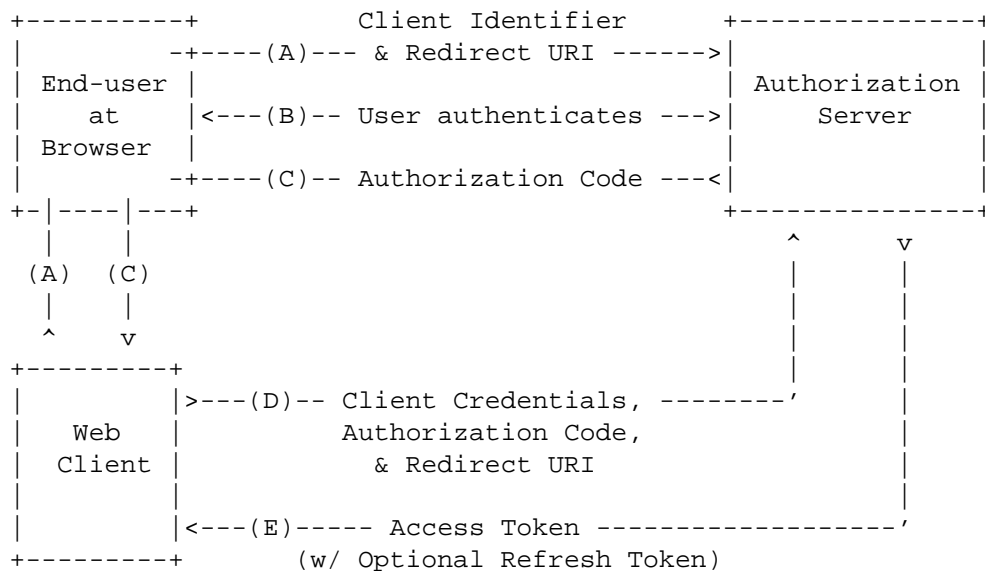 +----------+          Client Identifier      +---------------+
|         -+----(A)--- & Redirect URI ------>|               |
| End-user |                                 | Authorization |
|    at    |<---(B)-- User authenticates --->|     Server    |
| Browser  |                                 |               |
|         -+----(C)-- Authorization Code ---<|               |
+-|----|---+                                 +---------------+
  |    |                                         ^      v
 (A)  (C)                                        |      |
  |    |                                         |      |
  ^    v                                         |      |
+---------+                                      |      |
|         |>---(D)-- Client Credentials, --------'      |
|   Web   |          Authorization Code,                |
|  Client |            & Redirect URI                   |
|         |                                             |
|         |<---(E)----- Access Token -------------------'
+---------+       (w/ Optional Refresh Token)